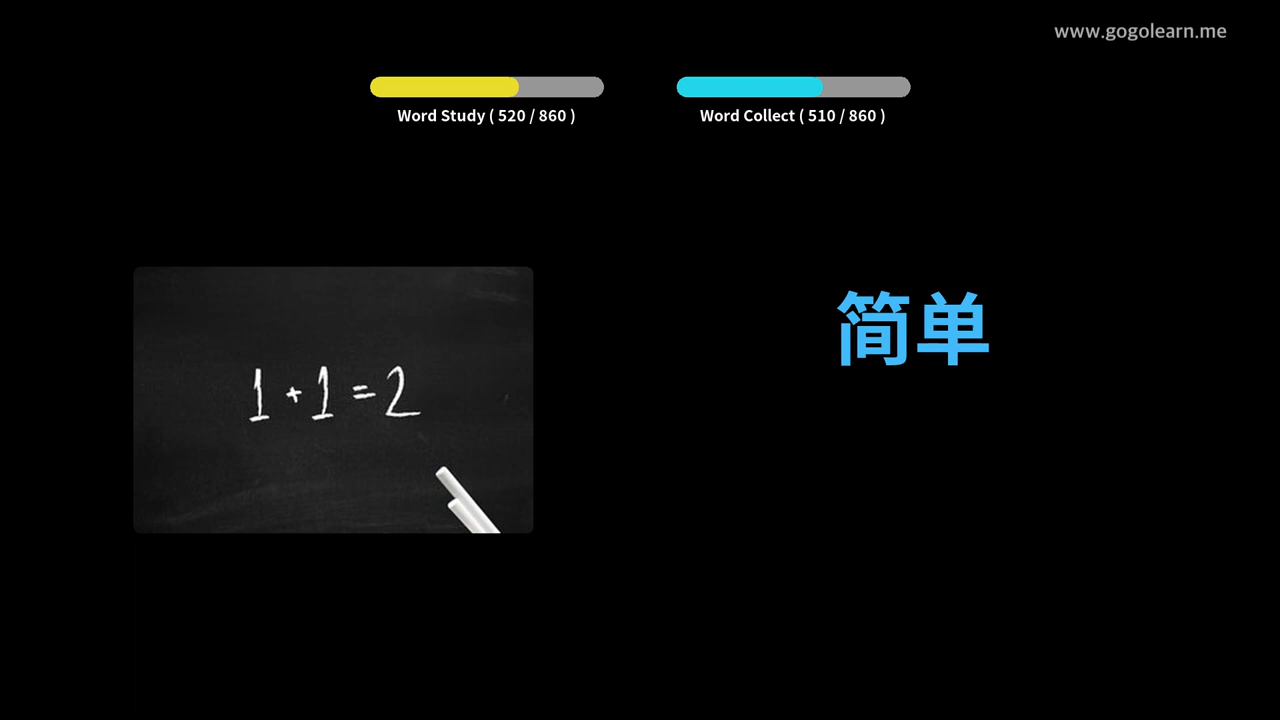 www.gogolearn.me
Word Study ( 520 / 860 )
Word Collect ( 510 / 860 )
1 + 1 = 2
简单